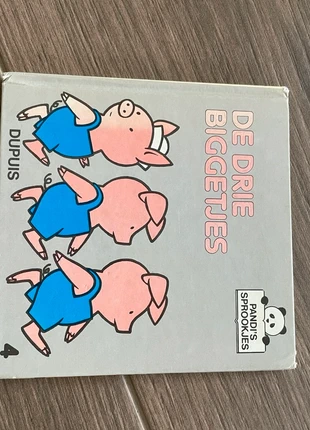 PANDI'S
SPROOKJES
DE DRIE
BIGGETJES
DUPUIS
4